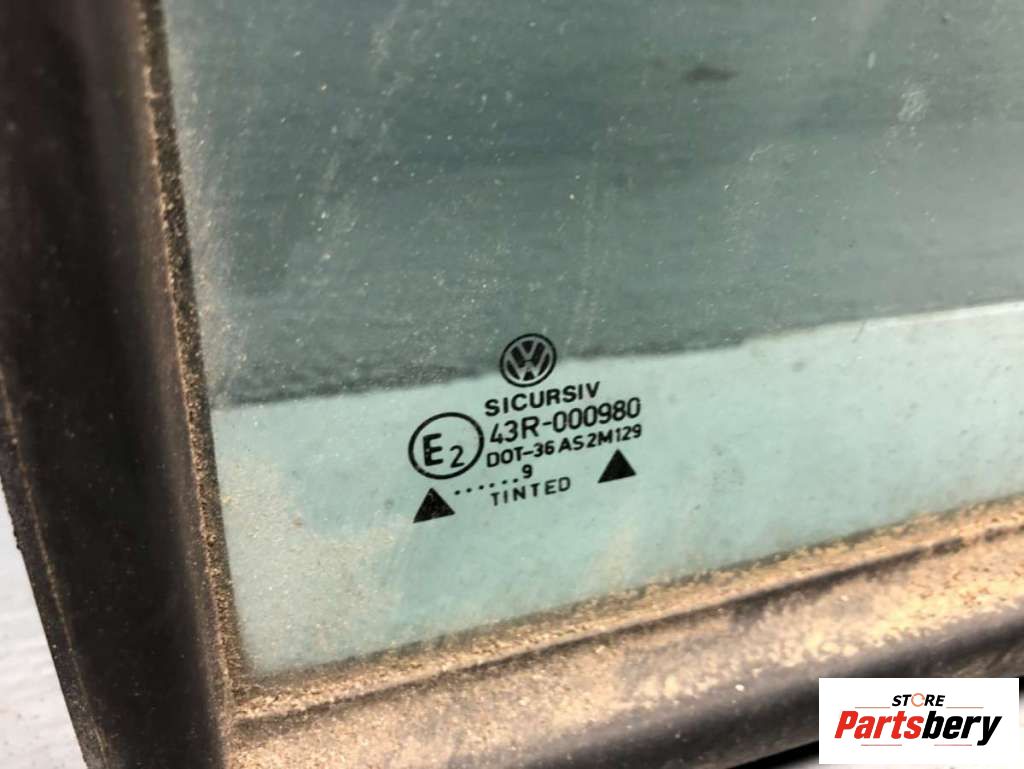 SICURSIV
E2 43R-000980
DOT-36 AS2M129
......9
TINTED
STORE
Partsbery